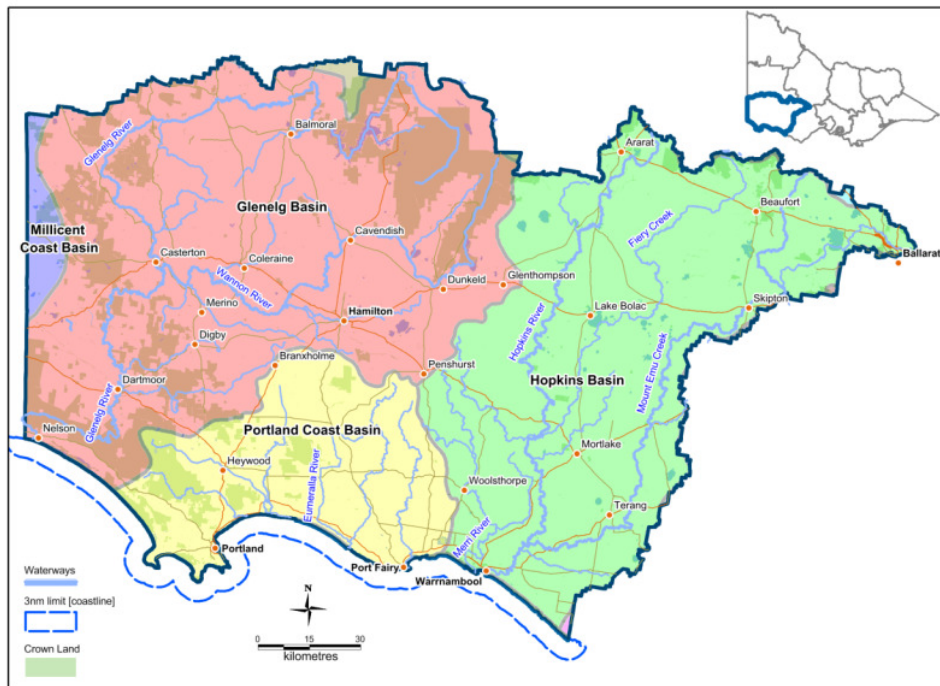 Balmoral
Glenelg River
Ararat
Glenelg Basin
Beaufort
Fiery Creek
Millicent
Coast Basin
Cavendish
Casterton
Coleraine
Ballarat
Wannon River
Dunkeld
Glenthompson
Merino
Hamilton
Lake Bolac
Skipton
Hopkins River
Digby
Branxholme
Penshurst
Mount Emu Creek
Dartmoor
Hopkins Basin
Glenelg River
Nelson
Portland Coast Basin
Mortlake
Heywood
Eumeralla River
Woolsthorpe
Terang
Merri River
Portland
Port Fairy
Warrnambool
Waterways
3nm limit [coastline]
Crown Land
N
0 15 30
kilometres